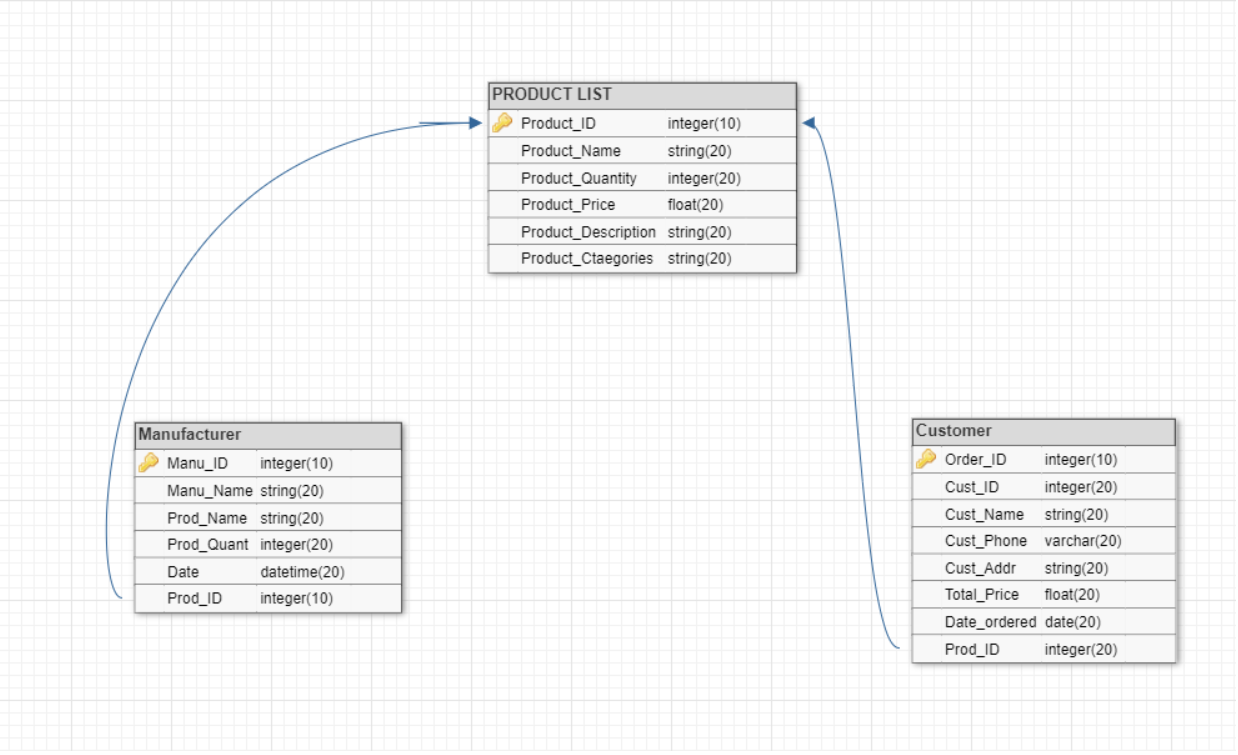 PRODUCT LIST
Product_ID integer(10)
Product_Name string(20)
Product_Quantity integer(20)
Product_Price float(20)
Product_Description string(20)
Product_Ctaegories string(20)
Manufacturer
Manu_ID integer(10)
Manu_Name string(20)
Prod_Name string(20)
Prod_Quant integer(20)
Date datetime(20)
Prod_ID integer(10)
Customer
Order_ID integer(10)
Cust_ID integer(20)
Cust_Name string(20)
Cust_Phone varchar(20)
Cust_Addr string(20)
Total_Price float(20)
Date_ordered date(20)
Prod_ID integer(20)